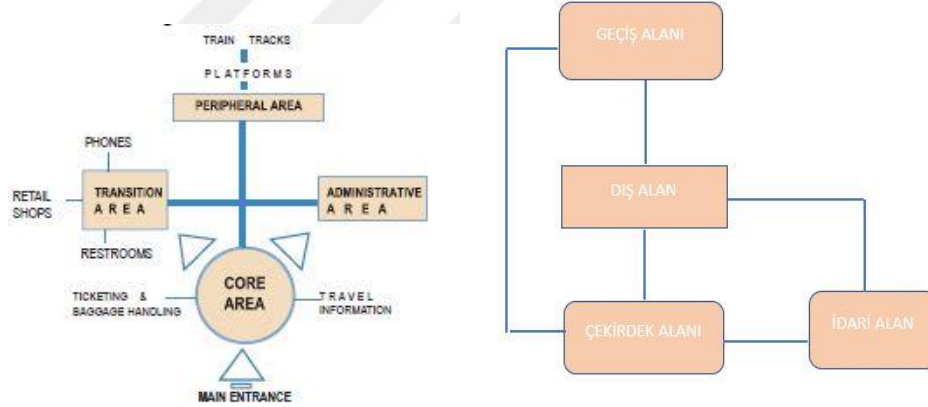 TRAIN TRACKS
PLATFORMS
PERIPHERAL AREA
PHONES
RETAIL
SHOPS
TRANSITION
AREA
ADMINISTRATIVE
AREA
RESTROOMS
CORE
AREA
TICKETING &
BAGGAGE HANDLING
TRAVEL
INFORMATION
MAIN ENTRANCE
GEÇİŞ ALANI
DIŞ ALAN
ÇEKİRDEK ALANI
İDARİ ALAN